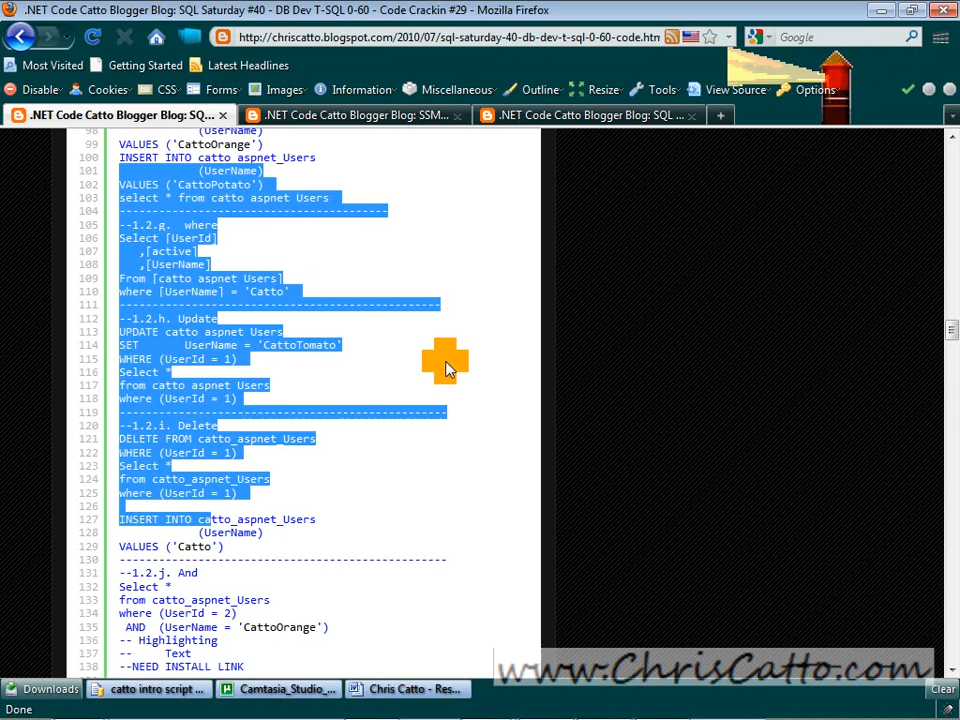 .NET Code Catto Blogger Blog: SQL Saturday #40 - DB Dev T-SQL 0-60 - Code Crackin #29 - Mozilla Firefox
http://chriscatto.blogspot.com/2010/07/sql-saturday-40-db-dev-t-sql-0-60-code.htm
Google
Most Visited Getting Started Latest Headlines
Disable Cookies CSS Forms Images Information Miscellaneous Outline Resize Tools View Source Options
.NET Code Catto Blogger Blog: SQ... .NET Code Catto Blogger Blog: SSM... .NET Code Catto Blogger Blog: SQL ...
98 (UserName)
99 VALUES ('CattoOrange')
100 INSERT INTO catto_aspnet_Users
101 (UserName)
102 VALUES ('CattoPotato')
103 select * from catto_aspnet_Users
104 ----------------------------------------
105 --1.2.g. where
106 Select [UserId]
107 ,[active]
108 ,[UserName]
109 From [catto_aspnet_Users]
110 where [UserName] = 'Catto'
111 ------------------------------------------------
112 --1.2.h. Update
113 UPDATE catto_aspnet_Users
114 SET UserName = 'CattoTomato'
115 WHERE (UserId = 1)
116 Select *
117 from catto_aspnet_Users
118 where (UserId = 1)
119 -------------------------------------------------
120 --1.2.i. Delete
121 DELETE FROM catto_aspnet_Users
122 WHERE (UserId = 1)
123 Select *
124 from catto_aspnet_Users
125 where (UserId = 1)
126
127 INSERT INTO catto_aspnet_Users
128 (UserName)
129 VALUES ('Catto')
130 -------------------------------------------------
131 --1.2.j. And
132 Select *
133 from catto_aspnet_Users
134 where (UserId = 2)
135 AND (UserName = 'CattoOrange')
136 -- Highlighting
137 -- Text
138 --NEED INSTALL LINK
www.ChrisCatto.com
Downloads catto intro script ... Camtasia_Studio_... Chris Catto - Res... Clear
Done